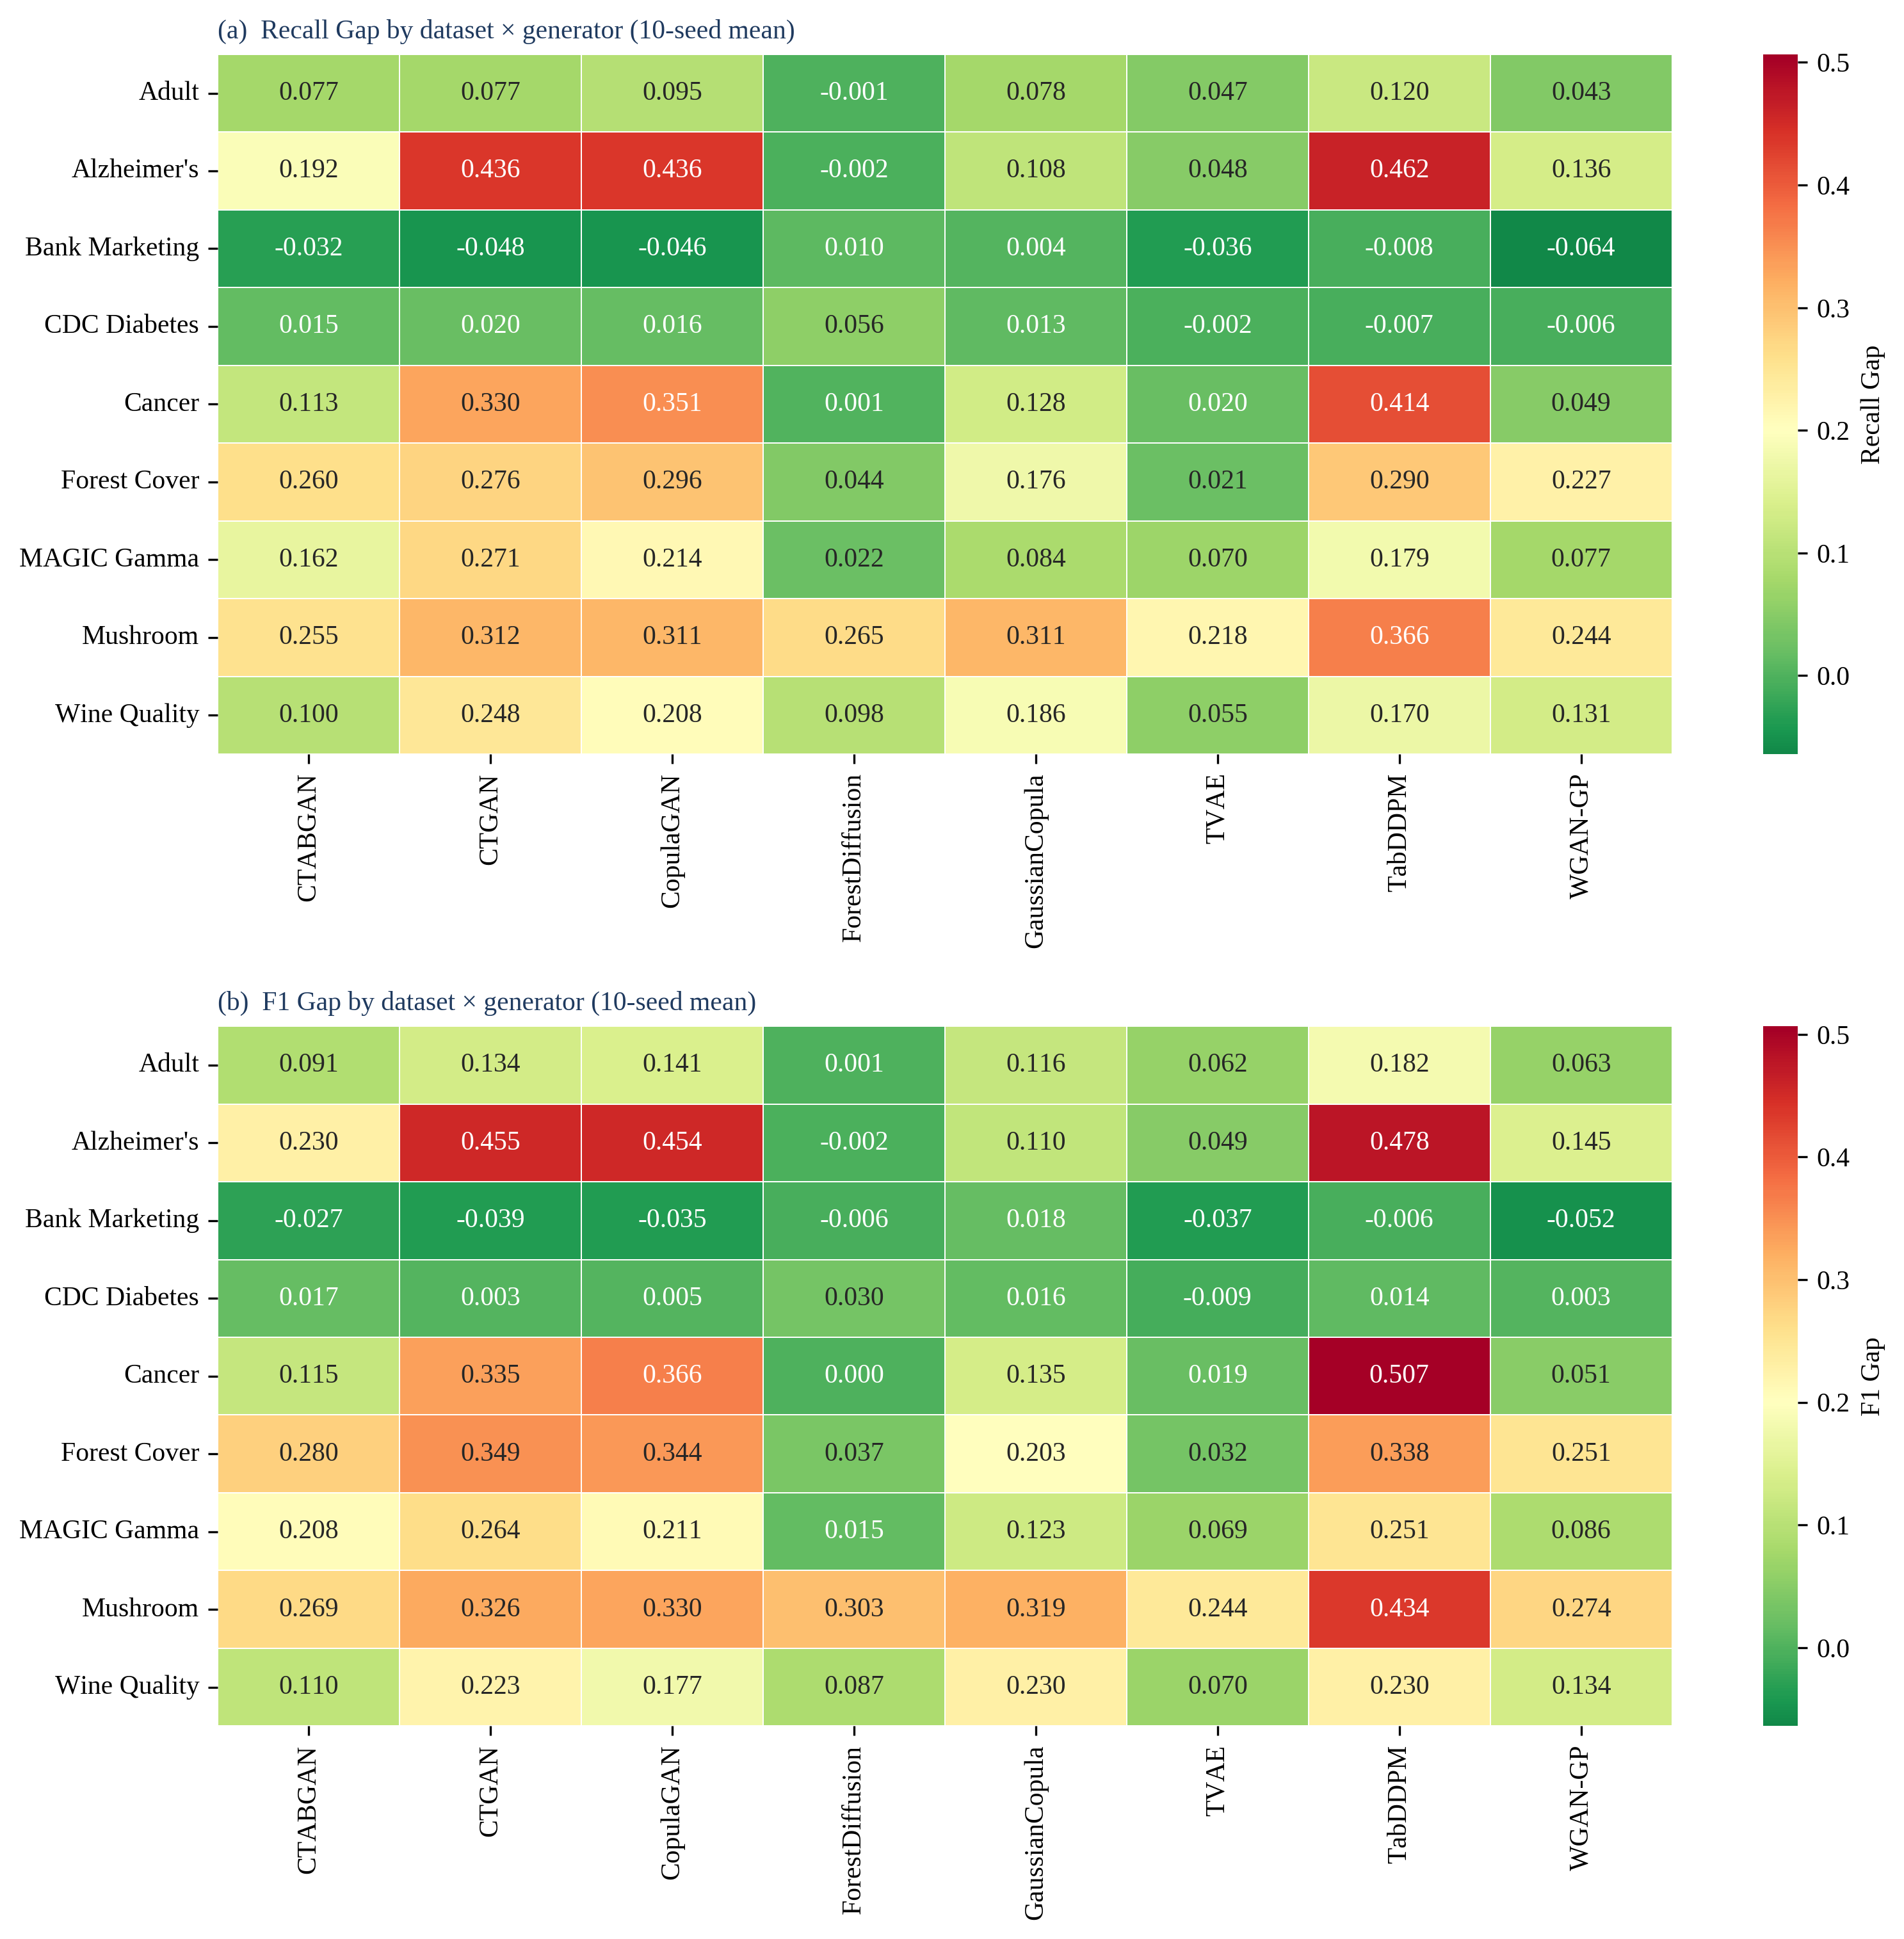 (a)  Recall Gap by dataset × generator (10-seed mean)
Adult 0.077 0.077 0.095 -0.001 0.078 0.047 0.120 0.043
Alzheimer's 0.192 0.436 0.436 -0.002 0.108 0.048 0.462 0.136
Bank Marketing -0.032 -0.048 -0.046 0.010 0.004 -0.036 -0.008 -0.064
CDC Diabetes 0.015 0.020 0.016 0.056 0.013 -0.002 -0.007 -0.006
Cancer 0.113 0.330 0.351 0.001 0.128 0.020 0.414 0.049
Forest Cover 0.260 0.276 0.296 0.044 0.176 0.021 0.290 0.227
MAGIC Gamma 0.162 0.271 0.214 0.022 0.084 0.070 0.179 0.077
Mushroom 0.255 0.312 0.311 0.265 0.311 0.218 0.366 0.244
Wine Quality 0.100 0.248 0.208 0.098 0.186 0.055 0.170 0.131
CTABGAN CTGAN CopulaGAN ForestDiffusion GaussianCopula TVAE TabDDPM WGAN-GP
0.5
0.4
0.3
0.2
0.1
0.0
Recall Gap
(b)  F1 Gap by dataset × generator (10-seed mean)
Adult 0.091 0.134 0.141 0.001 0.116 0.062 0.182 0.063
Alzheimer's 0.230 0.455 0.454 -0.002 0.110 0.049 0.478 0.145
Bank Marketing -0.027 -0.039 -0.035 -0.006 0.018 -0.037 -0.006 -0.052
CDC Diabetes 0.017 0.003 0.005 0.030 0.016 -0.009 0.014 0.003
Cancer 0.115 0.335 0.366 0.000 0.135 0.019 0.507 0.051
Forest Cover 0.280 0.349 0.344 0.037 0.203 0.032 0.338 0.251
MAGIC Gamma 0.208 0.264 0.211 0.015 0.123 0.069 0.251 0.086
Mushroom 0.269 0.326 0.330 0.303 0.319 0.244 0.434 0.274
Wine Quality 0.110 0.223 0.177 0.087 0.230 0.070 0.230 0.134
CTABGAN CTGAN CopulaGAN ForestDiffusion GaussianCopula TVAE TabDDPM WGAN-GP
0.5
0.4
0.3
0.2
0.1
0.0
F1 Gap